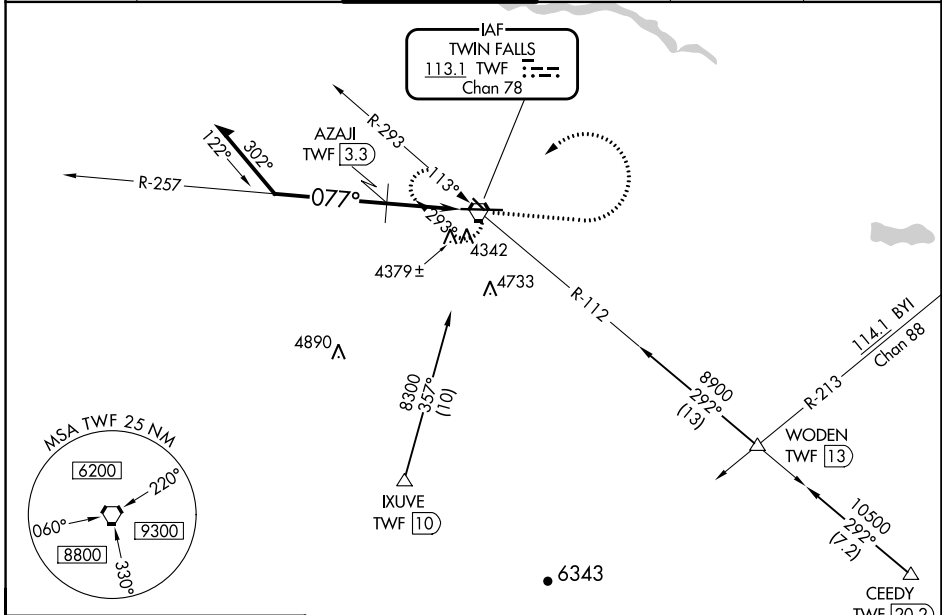 IAF
TWIN FALLS
113.1 TWF
Chan 78
R-293
AZAJI
TWF 3.3
122°
302°
R-257
077°
113°
293°
4342
4379±
4733
R-112
114.1 BYI
Chan 88
R-213
4890
8300
357°
(10)
8900
292°
(13)
WODEN
TWF 13
MSA TWF 25 NM
6200
220°
060°
9300
8800
330°
IXUVE
TWF 10
10500
292°
(7.2)
6343
CEEDY
TWF 20.2